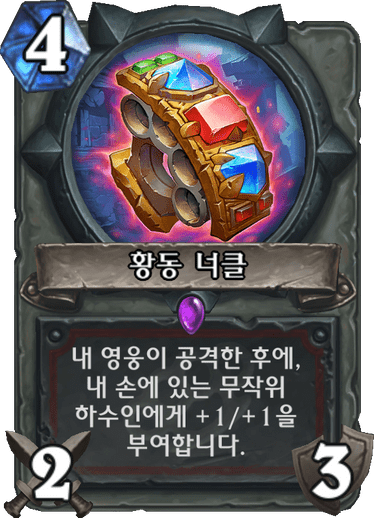 4
황동 너클
내 영웅이 공격한 후에,
내 손에 있는 무작위
하수인에게 +1/+1을
부여합니다.
2
3